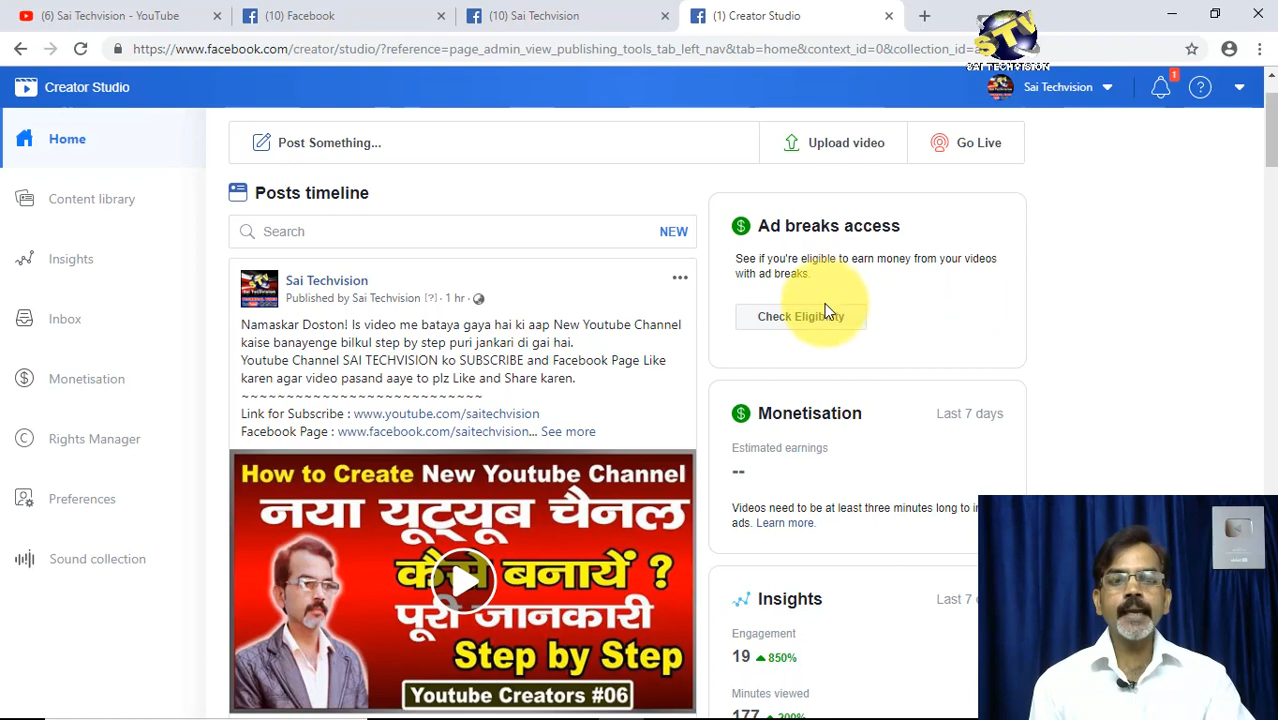 (6) Sai Techvision - YouTube
(10) Facebook
(10) Sai Techvision
(1) Creator Studio
STV
SAI TECHVISION
https://www.facebook.com/creator/studio/?reference=page_admin_view_publishing_tools_tab_left_nav&tab=home&context_id=0&collection_id=
Creator Studio
Sai Techvision
1
?
Home
Content library
Insights
Inbox
Monetisation
Rights Manager
Preferences
Sound collection
Post Something...
Upload video
Go Live
Posts timeline
Search
NEW
Sai Techvision
Published by Sai Techvision [?] · 1 hr ·
Namaskar Doston! Is video me bataya gaya hai ki aap New Youtube Channel
kaise banayenge bilkul step by step puri jankari di gai hai.
Youtube Channel SAI TECHVISION ko SUBSCRIBE and Facebook Page Like
karen agar video pasand aaye to plz Like and Share karen.
~~~~~~~~~~~~~~~~~~~~~~~~~~~
Link for Subscribe : www.youtube.com/saitechvision
Facebook Page : www.facebook.com/saitechvision... See more
How to Create New Youtube Channel
नया यूट्यूब चैनल
कैसे बनायें ?
पूरी जानकारी
Step by Step
Youtube Creators #06
Ad breaks access
See if you're eligible to earn money from your videos
with ad breaks.
Check Eligibility
Monetisation
Last 7 days
Estimated earnings
--
Videos need to be at least three minutes long to in
ads. Learn more.
Insights
Last 7
Engagement
19 850%
Minutes viewed
177 200%